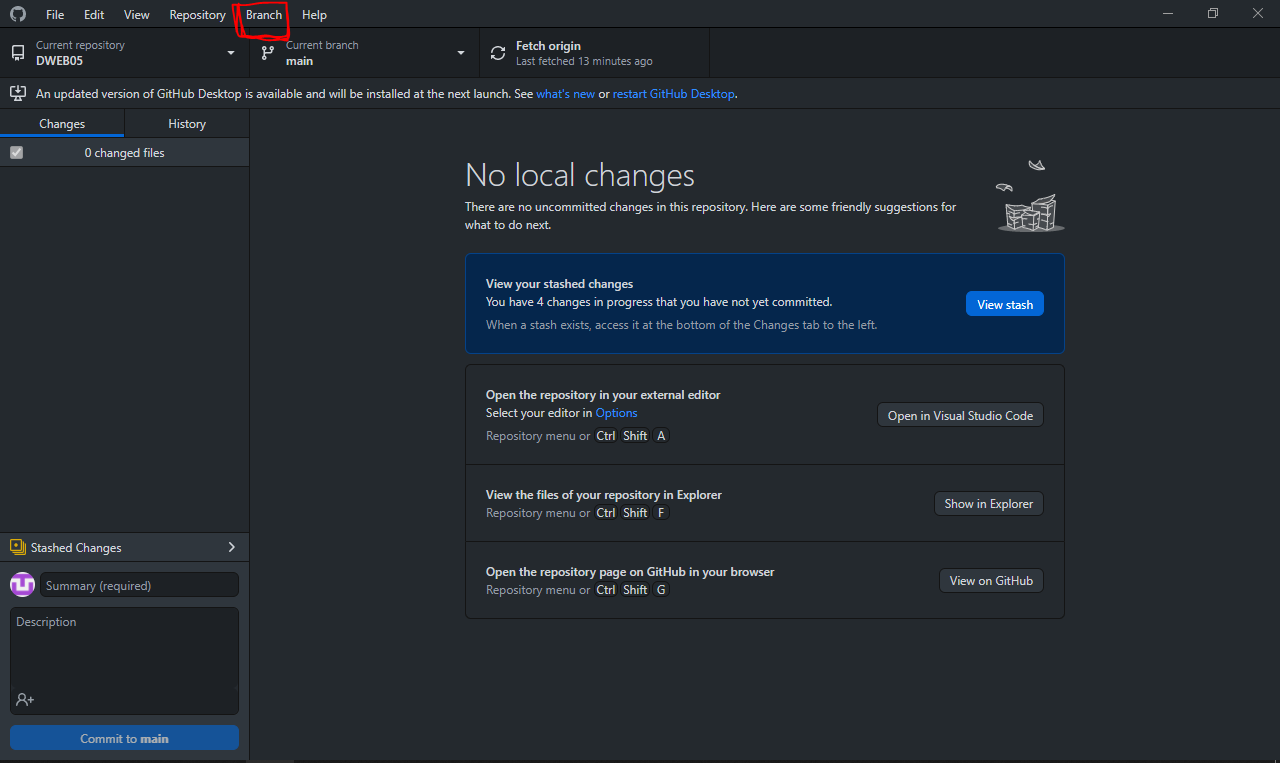 File Edit View Repository Branch Help
Current repository
DWEB05
Current branch
main
Fetch origin
Last fetched 13 minutes ago
An updated version of GitHub Desktop is available and will be installed at the next launch. See what's new or restart GitHub Desktop.
Changes History
0 changed files
No local changes
There are no uncommitted changes in this repository. Here are some friendly suggestions for
what to do next.
View your stashed changes
You have 4 changes in progress that you have not yet committed.
When a stash exists, access it at the bottom of the Changes tab to the left.
View stash
Open the repository in your external editor
Select your editor in Options
Repository menu or Ctrl Shift A
Open in Visual Studio Code
View the files of your repository in Explorer
Repository menu or Ctrl Shift F
Show in Explorer
Open the repository page on GitHub in your browser
Repository menu or Ctrl Shift G
View on GitHub
Stashed Changes
Summary (required)
Description
Commit to main